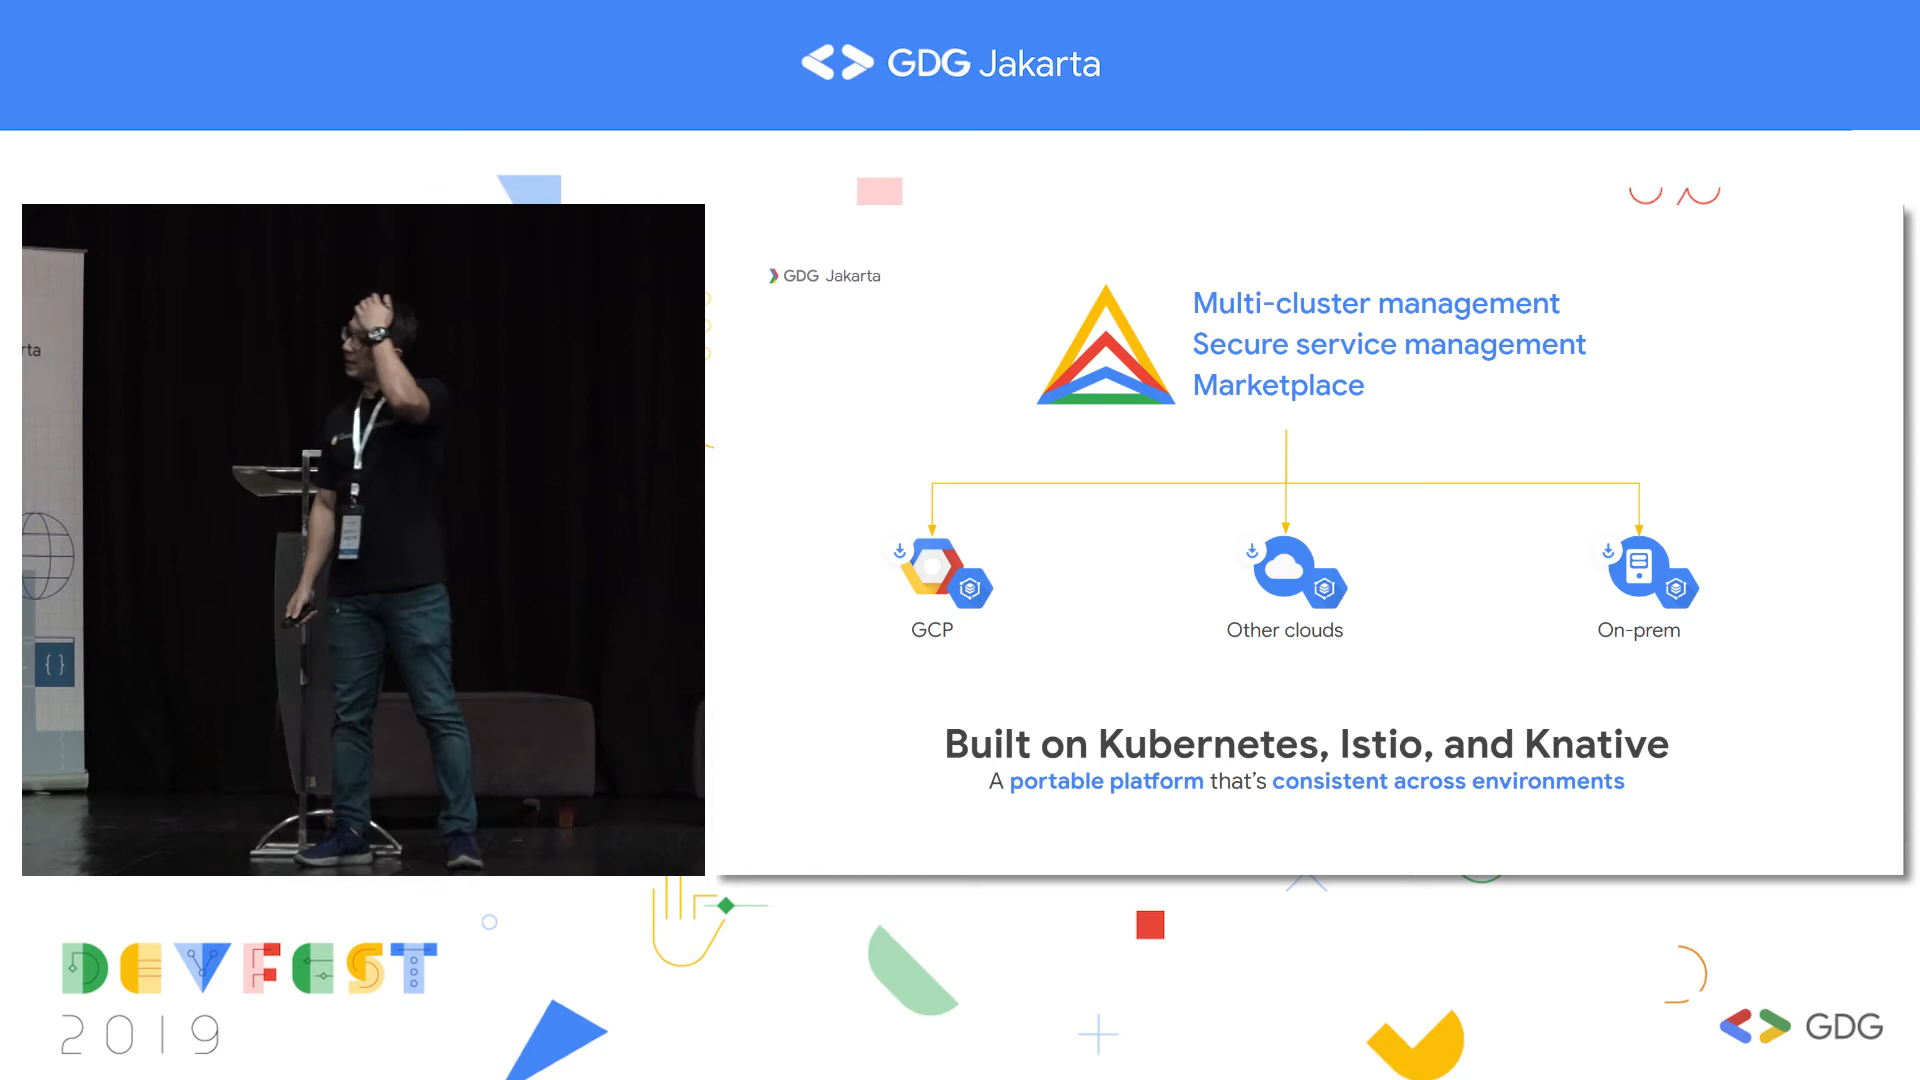 GDG Jakarta
GDG Jakarta
Multi-cluster management
Secure service management
Marketplace
rta
{ }
GCP
Other clouds
On-prem
Built on Kubernetes, Istio, and Knative
A portable platform that's consistent across environments
DEVFEST
2019
GDG